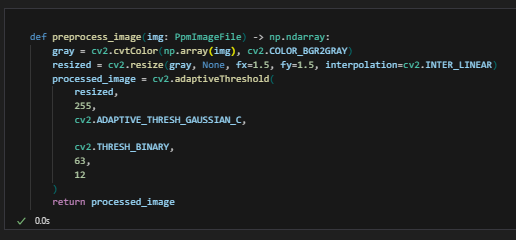 def preprocess_image(img: PpmImageFile) -> np.ndarray:
    gray = cv2.cvtColor(np.array(img), cv2.COLOR_BGR2GRAY)
    resized = cv2.resize(gray, None, fx=1.5, fy=1.5, interpolation=cv2.INTER_LINEAR)
    processed_image = cv2.adaptiveThreshold(
        resized,
        255,
        cv2.ADAPTIVE_THRESH_GAUSSIAN_C,

        cv2.THRESH_BINARY,
        63,
        12
    )
    return processed_image
0.0s